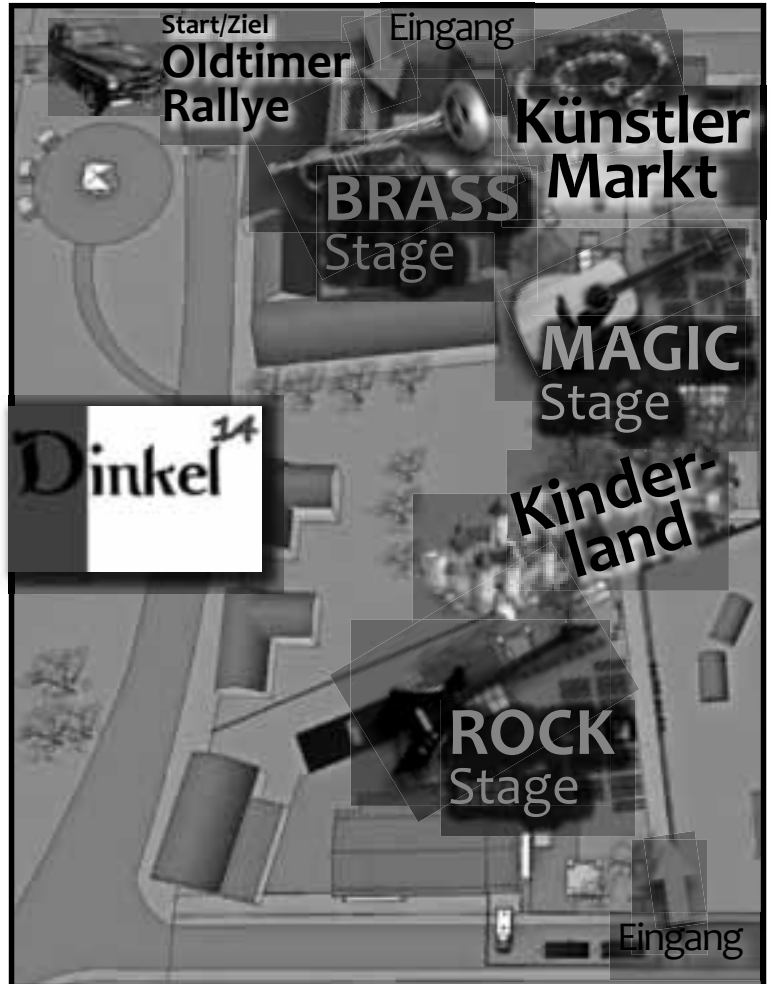 Start/Ziel
Oldtimer
Rallye
Eingang
Künstler
Markt
BRASS
Stage
MAGIC
Stage
Dinkel 14
Kinder-
land
ROCK
Stage
Eingang